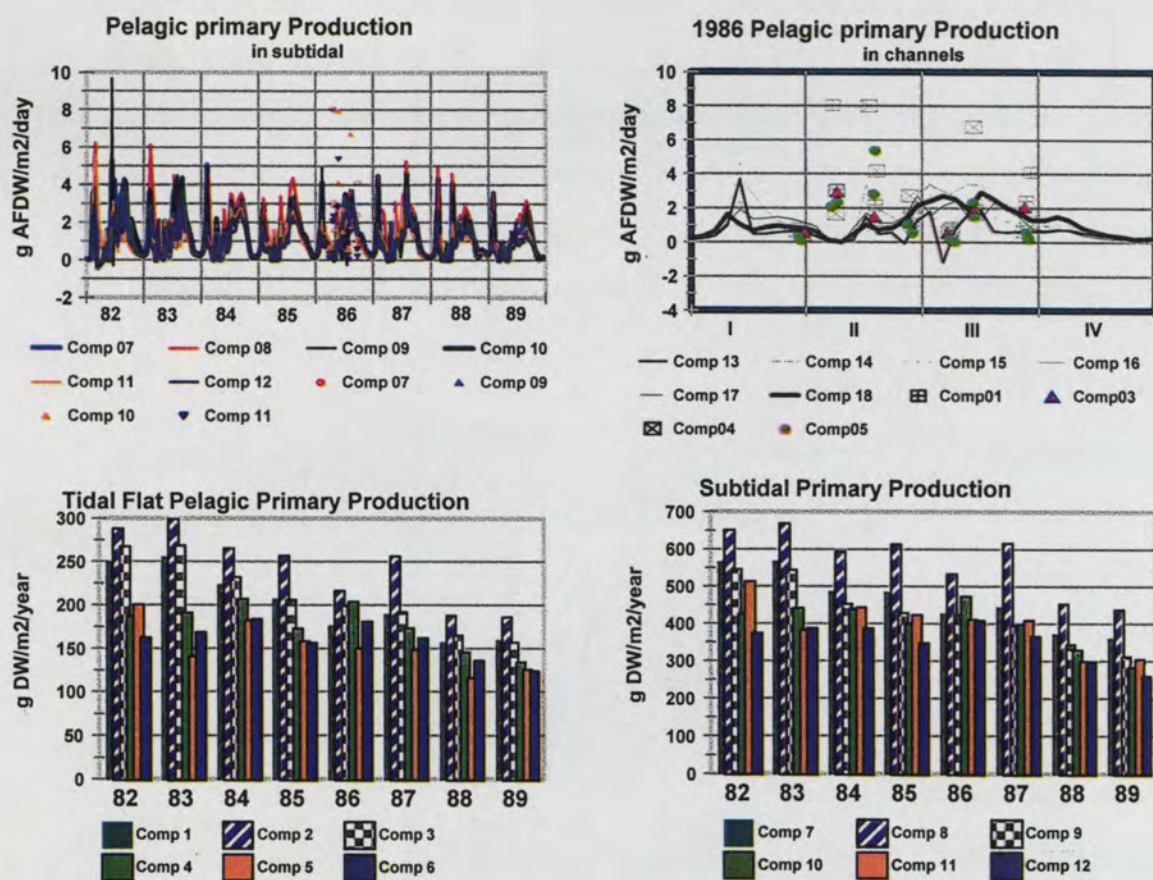 Pelagic primary Production
in subtidal
g AFDW/m2/day
10
8
6
4
2
0
-2
82 83 84 85 86 87 88 89
Comp 07 Comp 08 Comp 09 Comp 10
Comp 11 Comp 12 Comp 07 Comp 09
Comp 10 Comp 11
1986 Pelagic primary Production
in channels
g AFDW/m2/day
10
8
6
4
2
0
-2
-4
I II III IV
Comp 13 Comp 14 Comp 15 Comp 16
Comp 17 Comp 18 Comp01 Comp03
Comp04 Comp05
Tidal Flat Pelagic Primary Production
g DW/m2/year
300
250
200
150
100
50
0
82 83 84 85 86 87 88 89
Comp 1 Comp 2 Comp 3
Comp 4 Comp 5 Comp 6
Subtidal Primary Production
g DW/m2/year
700
600
500
400
300
200
100
0
82 83 84 85 86 87 88 89
Comp 7 Comp 8 Comp 9
Comp 10 Comp 11 Comp 12